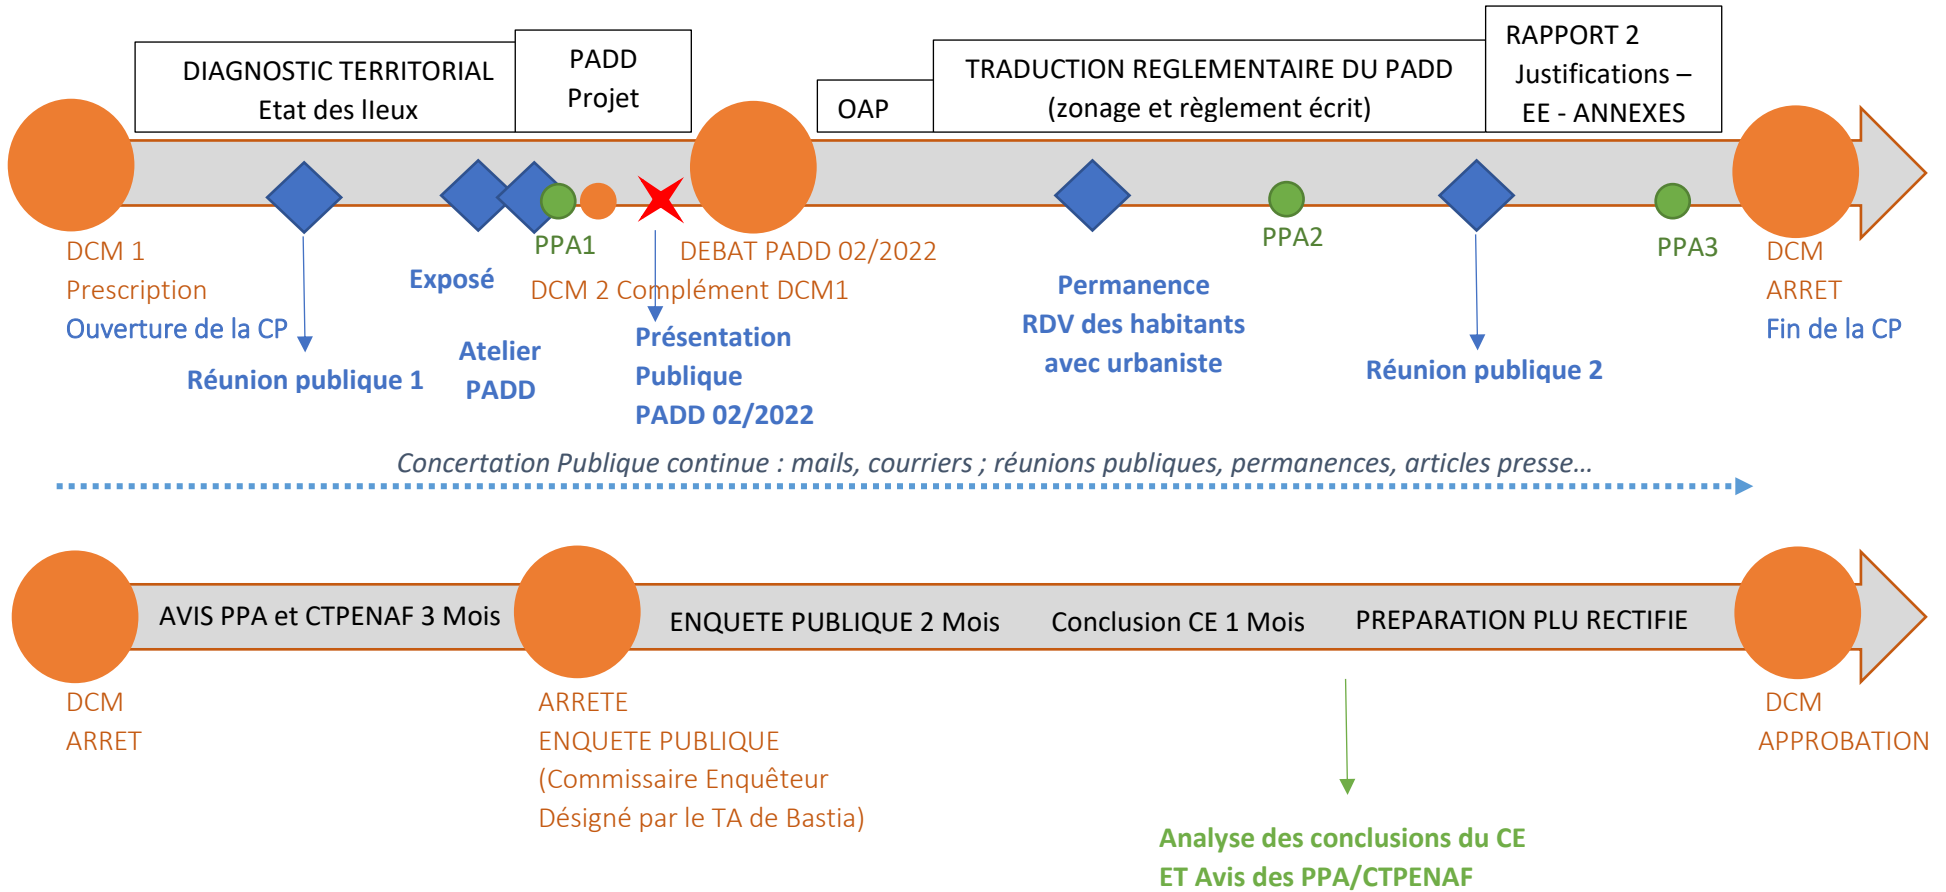 DIAGNOSTIC TERRITORIAL
Etat des lIeux
PADD
Projet
OAP
TRADUCTION REGLEMENTAIRE DU PADD
(zonage et règlement écrit)
RAPPORT 2
Justifications –
EE - ANNEXES
DCM 1
Prescription
Ouverture de la CP
Réunion publique 1
Exposé
Atelier
PADD
PPA1
DCM 2 Complément DCM1
DEBAT PADD 02/2022
Présentation
Publique
PADD 02/2022
Permanence
RDV des habitants
avec urbaniste
PPA2
Réunion publique 2
PPA3
DCM
ARRET
Fin de la CP
Concertation Publique continue : mails, courriers ; réunions publiques, permanences, articles presse…
AVIS PPA et CTPENAF 3 Mois
ENQUETE PUBLIQUE 2 Mois
Conclusion CE 1 Mois
PREPARATION PLU RECTIFIE
DCM
ARRET
ARRETE
ENQUETE PUBLIQUE
(Commissaire Enquêteur
Désigné par le TA de Bastia)
DCM
APPROBATION
Analyse des conclusions du CE
ET Avis des PPA/CTPENAF